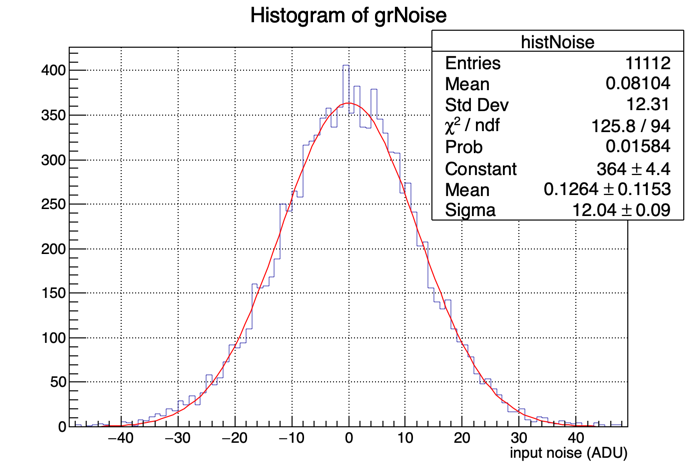 Histogram of grNoise
histNoise
Entries 11112
Mean 0.08104
Std Dev 12.31
χ² / ndf 125.8 / 94
Prob 0.01584
Constant 364 ± 4.4
Mean 0.1264 ± 0.1153
Sigma 12.04 ± 0.09
400
350
300
250
200
150
100
50
0
−40 −30 −20 −10 0 10 20 30 40
input noise (ADU)